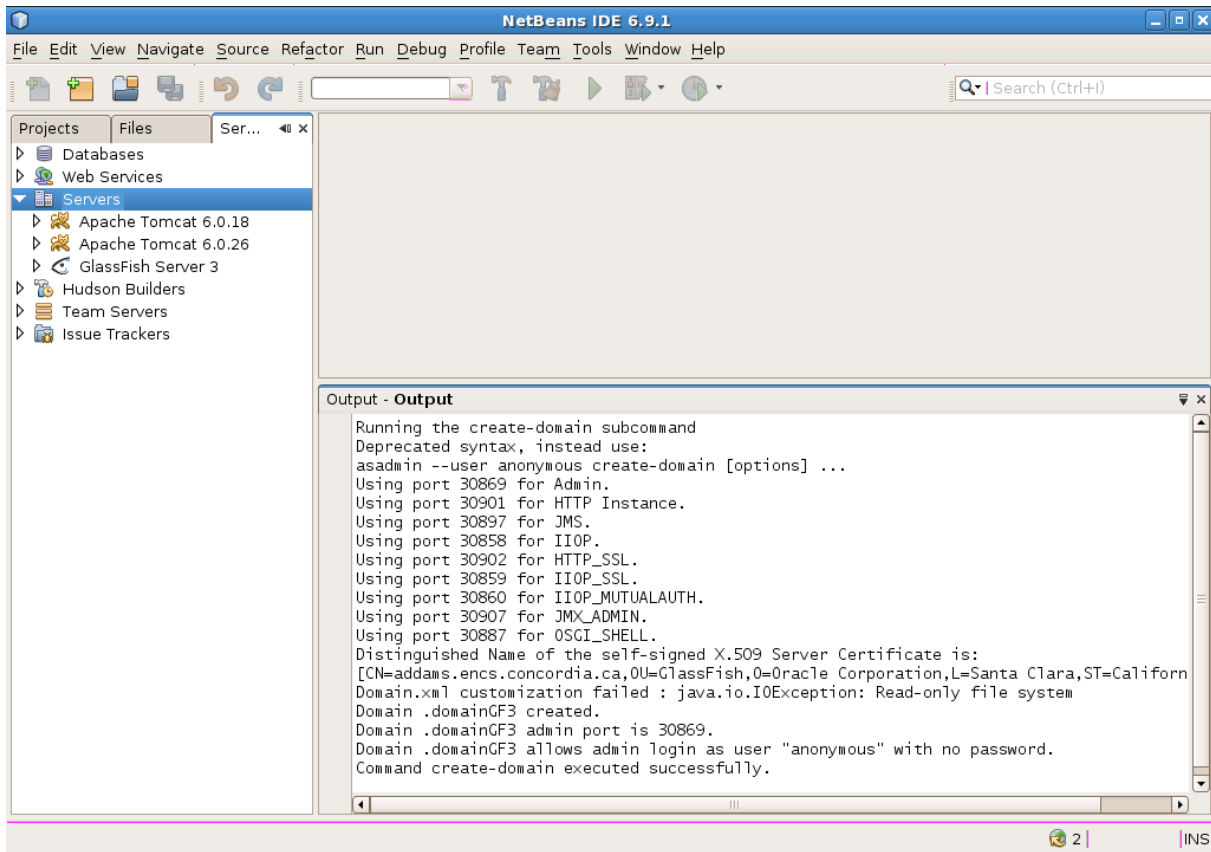 NetBeans IDE 6.9.1
File Edit View Navigate Source Refactor Run Debug Profile Team Tools Window Help
Search (Ctrl+I)
Projects Files Ser...
Databases
Web Services
Servers
Apache Tomcat 6.0.18
Apache Tomcat 6.0.26
GlassFish Server 3
Hudson Builders
Team Servers
Issue Trackers
Output - Output
Running the create-domain subcommand
Deprecated syntax, instead use:
asadmin --user anonymous create-domain [options] ...
Using port 30869 for Admin.
Using port 30901 for HTTP Instance.
Using port 30897 for JMS.
Using port 30858 for IIOP.
Using port 30902 for HTTP_SSL.
Using port 30859 for IIOP_SSL.
Using port 30860 for IIOP_MUTUALAUTH.
Using port 30907 for JMX_ADMIN.
Using port 30887 for OSGI_SHELL.
Distinguished Name of the self-signed X.509 Server Certificate is:
[CN=addams.encs.concordia.ca,OU=GlassFish,O=Oracle Corporation,L=Santa Clara,ST=Californ
Domain.xml customization failed : java.io.IOException: Read-only file system
Domain .domainGF3 created.
Domain .domainGF3 admin port is 30869.
Domain .domainGF3 allows admin login as user "anonymous" with no password.
Command create-domain executed successfully.
2
INS